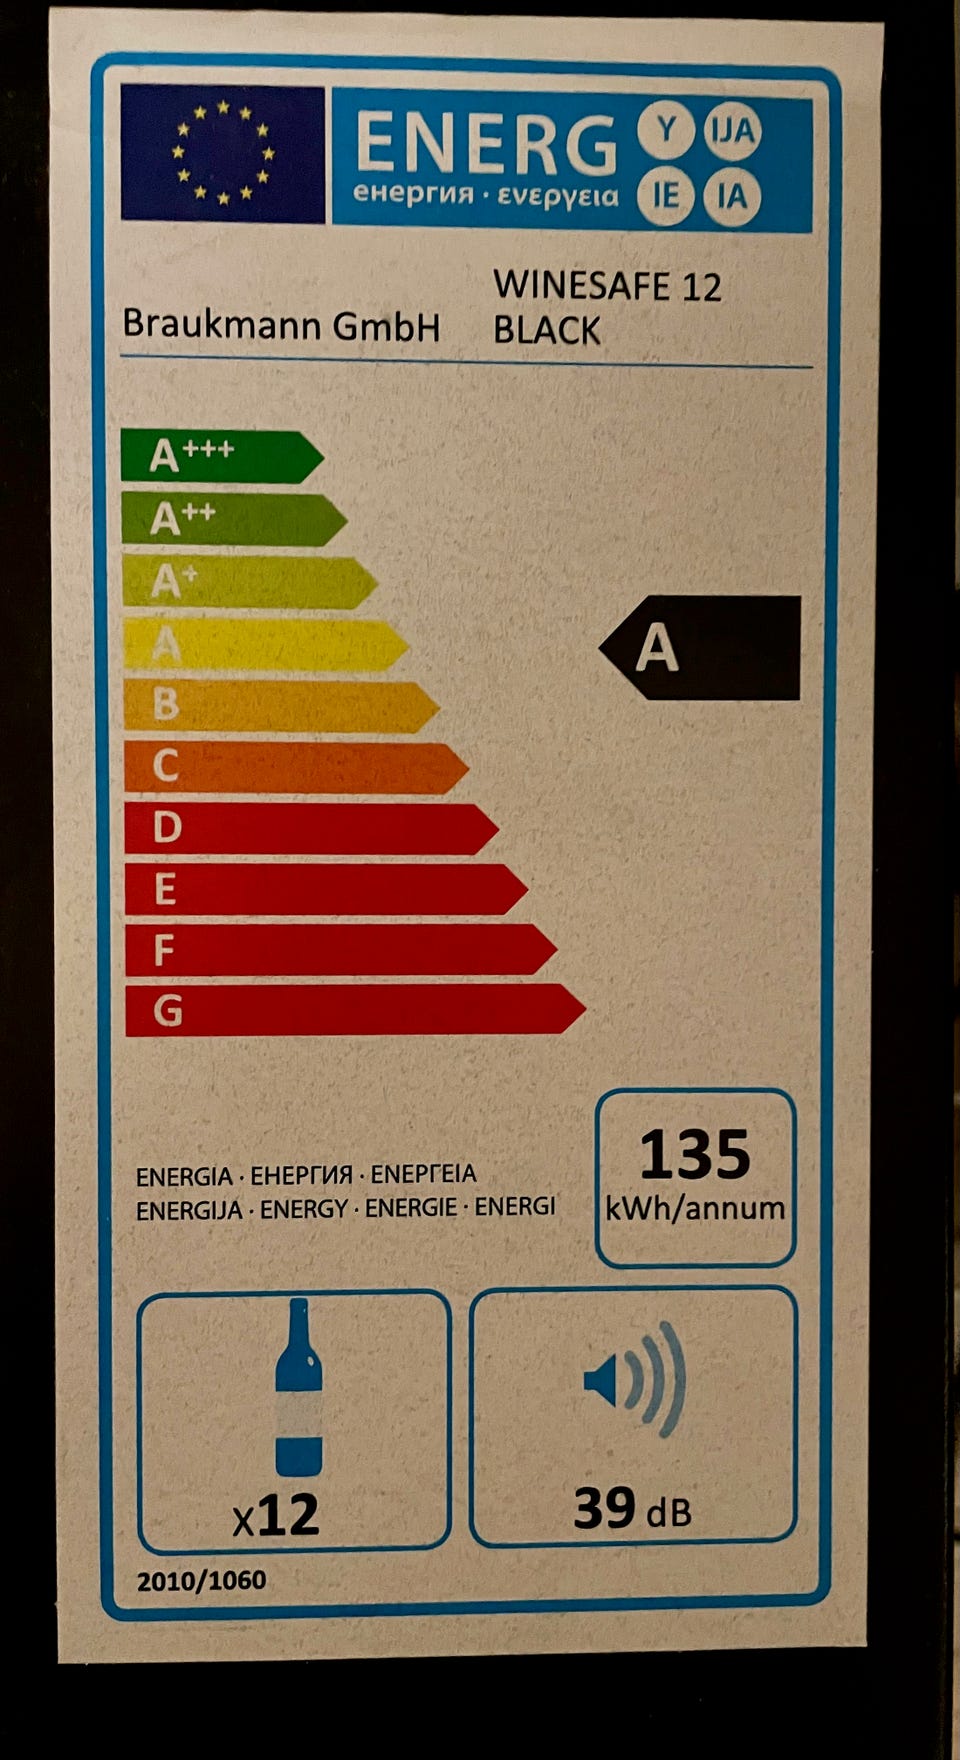 ENERG Y IJA
енергия · ενεργεια IE IA
Braukmann GmbH
WINESAFE 12
BLACK
A+++
A++
A+
A
A
B
C
D
E
F
G
ENERGIA · ЕНЕРГИЯ · ΕΝΕΡΓΕΙΑ
ENERGIJA · ENERGY · ENERGIE · ENERGI
135
kWh/annum
x12
39 dB
2010/1060